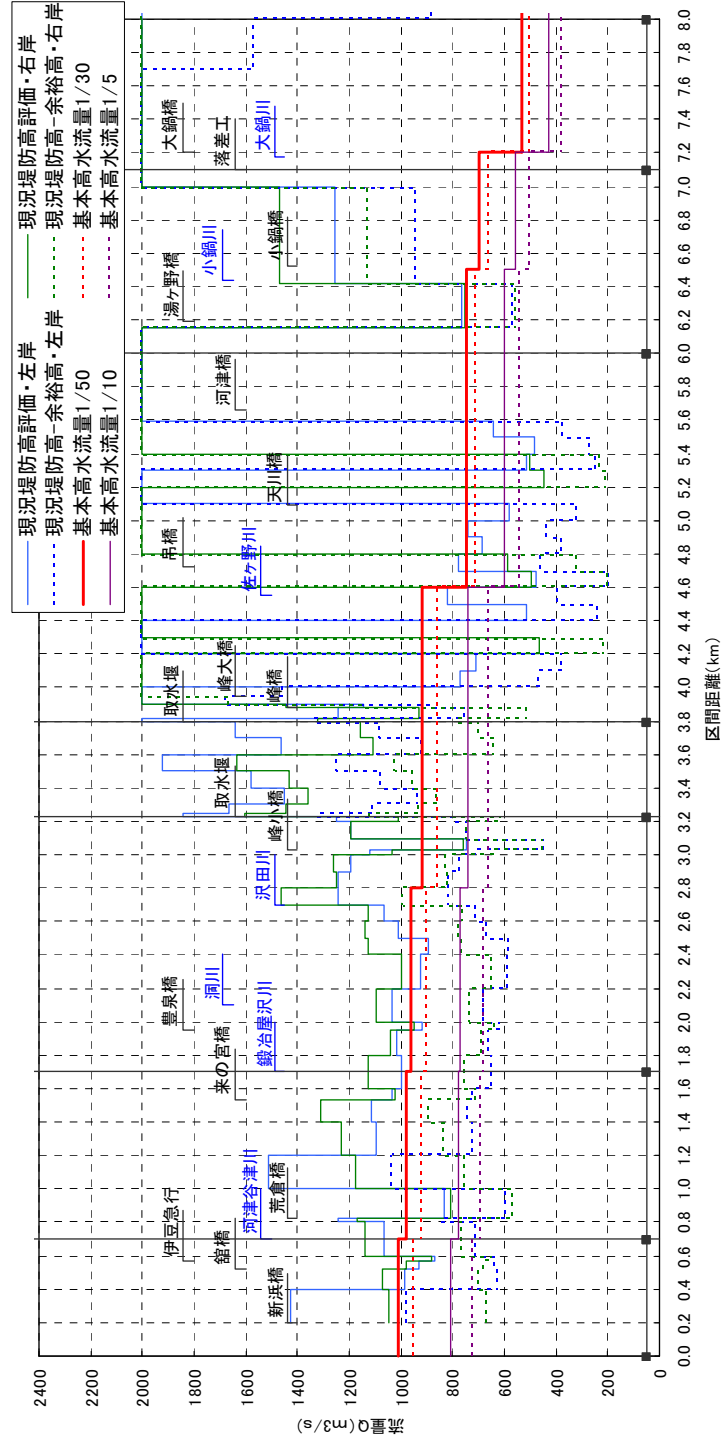 現況堤防高評価・左岸
現況堤防高評価・右岸
現況堤防高-余裕高・左岸
現況堤防高-余裕高・右岸
基本高水流量1/50
基本高水流量1/30
基本高水流量1/10
基本高水流量1/5
流量Q(m3/s)
2400
2200
2000
1800
1600
1400
1200
1000
800
600
400
200
0
新浜橋
舘橋
伊豆急行
河津谷津川
荒倉橋
来の宮橋
鍛冶屋沢川
豊泉橋
洞川
沢田川
峰小橋
取水堰
取水堰
峰大橋
峰橋
佐ヶ野川
吊橋
天川橋
河津橋
湯ヶ野橋
小鍋川
小鍋橋
落差工
大鍋橋
大鍋川
0.0
0.2
0.4
0.6
0.8
1.0
1.2
1.4
1.6
1.8
2.0
2.2
2.4
2.6
2.8
3.0
3.2
3.4
3.6
3.8
4.0
4.2
4.4
4.6
4.8
5.0
5.2
5.4
5.6
5.8
6.0
6.2
6.4
6.6
6.8
7.0
7.2
7.4
7.6
7.8
8.0
区間距離(km)